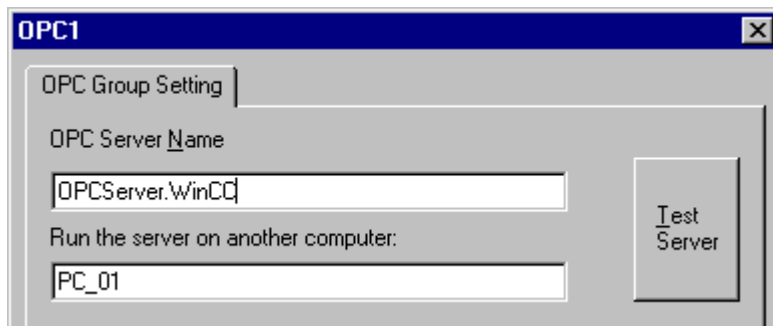 OPC1
OPC Group Setting
OPC Server Name
OPCServer.WinCC
Run the server on another computer:
PC_01
Test
Server